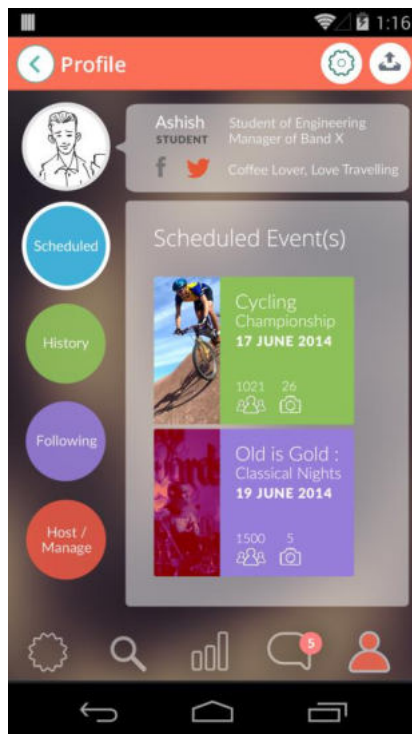 1:16
Profile
Ashish
STUDENT
Student of Engineering
Manager of Band X
f
Coffee Lover, Love Travelling
Scheduled
History
Following
Host /
Manage
Scheduled Event(s)
Cycling
Championship
17 JUNE 2014
1021 26
Old is Gold :
Classical Nights
19 JUNE 2014
1500 5
5